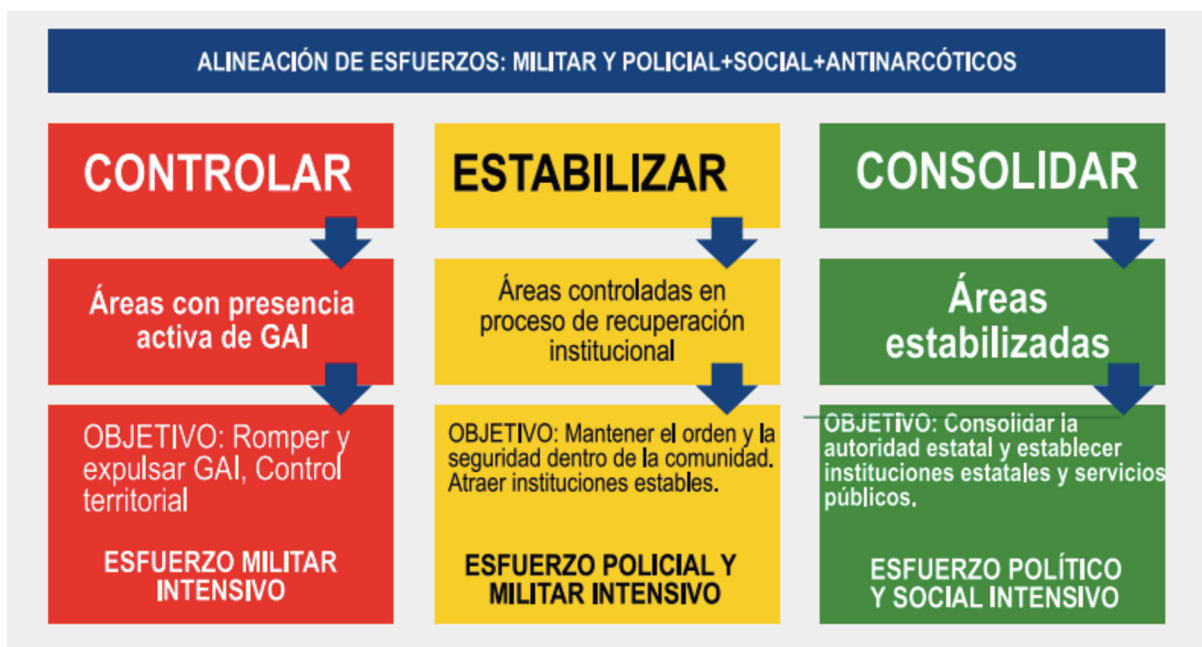 ALINEACIÓN DE ESFUERZOS: MILITAR Y POLICIAL+SOCIAL+ANTINARCÓTICOS
CONTROLAR
Áreas con presencia
activa de GAI
OBJETIVO: Romper y
expulsar GAI, Control
territorial
ESFUERZO MILITAR
INTENSIVO
ESTABILIZAR
Áreas controladas en
proceso de recuperación
institucional
OBJETIVO: Mantener el orden y la
seguridad dentro de la comunidad.
Atraer instituciones estables.
ESFUERZO POLICIAL Y
MILITAR INTENSIVO
CONSOLIDAR
Áreas
estabilizadas
OBJETIVO: Consolidar la
autoridad estatal y establecer
instituciones estatales y servicios
públicos.
ESFUERZO POLÍTICO
Y SOCIAL INTENSIVO